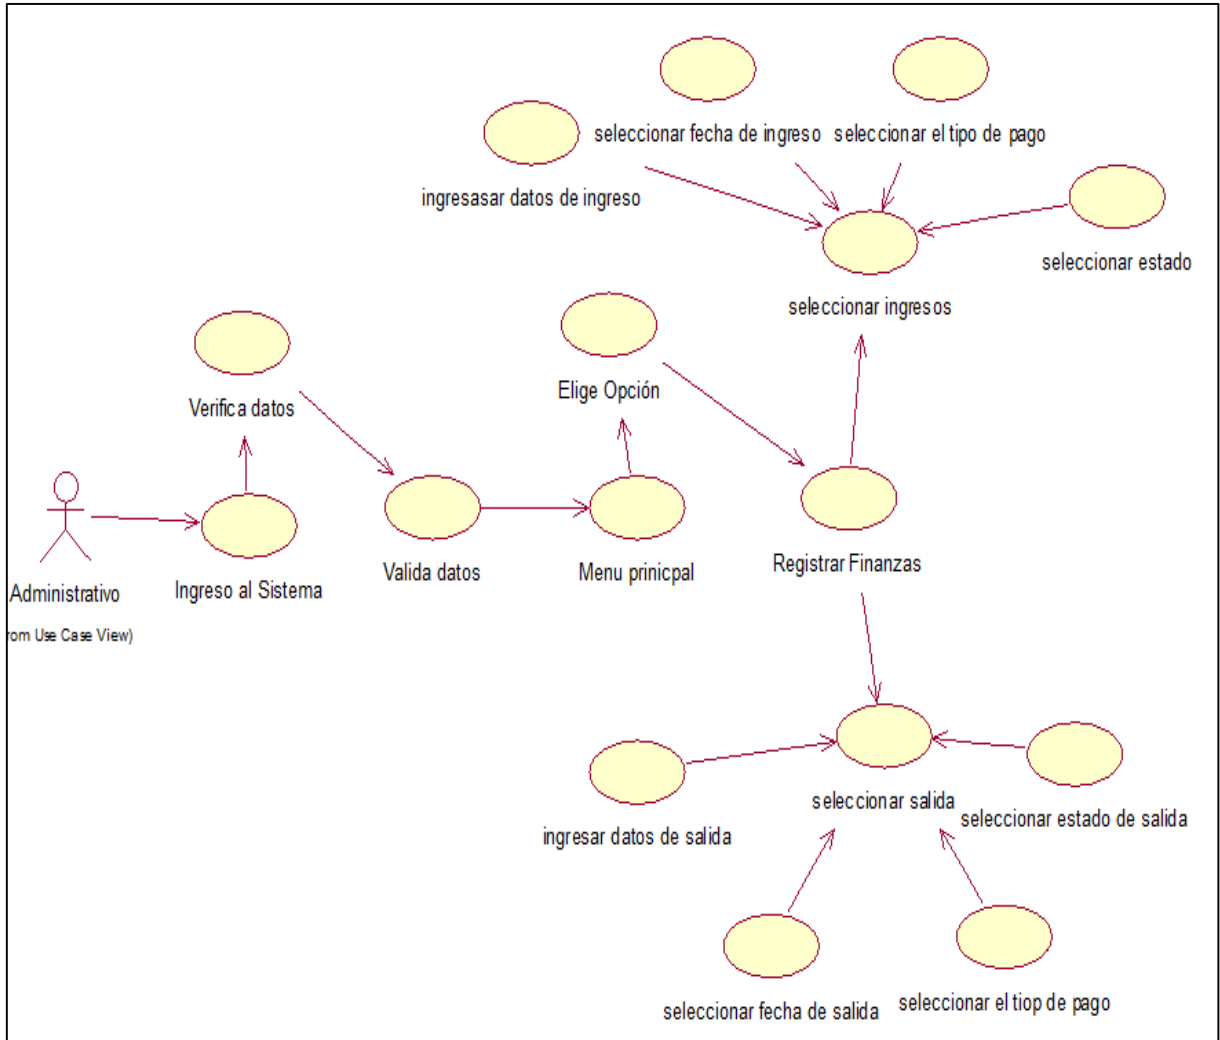 seleccionar fecha de ingreso
seleccionar el tipo de pago
ingresasar datos de ingreso
seleccionar estado
seleccionar ingresos
Verifica datos
Elige Opción
Administrativo
rom Use Case View)
Ingreso al Sistema
Valida datos
Menu prinicpal
Registrar Finanzas
ingresar datos de salida
seleccionar salida
seleccionar estado de salida
seleccionar fecha de salida
seleccionar el tiop de pago